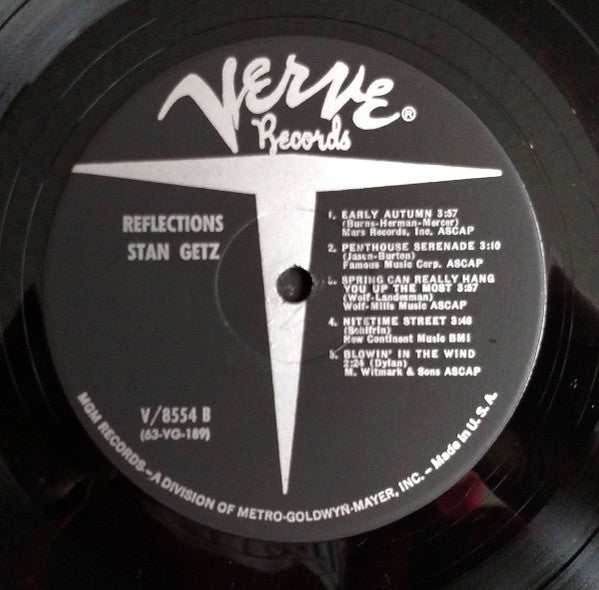 VERVE®
Records
REFLECTIONS
STAN GETZ
1. EARLY AUTUMN 3:57
(Burns-Herman-Mercer)
Mars Records, Inc. ASCAP
2. PENTHOUSE SERENADE 3:10
(Jason-Burton)
Famous Music Corp. ASCAP
3. SPRING CAN REALLY HANG
YOU UP THE MOST 3:57
(Wolf-Landesman)
Wolf-Mills Music ASCAP
4. NITETIME STREET 3:48
(Schifrin)
New Continent Music BMI
5. BLOWIN' IN THE WIND
2:24 (Dylan)
M. Witmark & Sons ASCAP
V/8554 B
(63-VG-189)
MGM RECORDS—A DIVISION OF METRO-GOLDWYN-MAYER, INC. – Made in U.S.A.